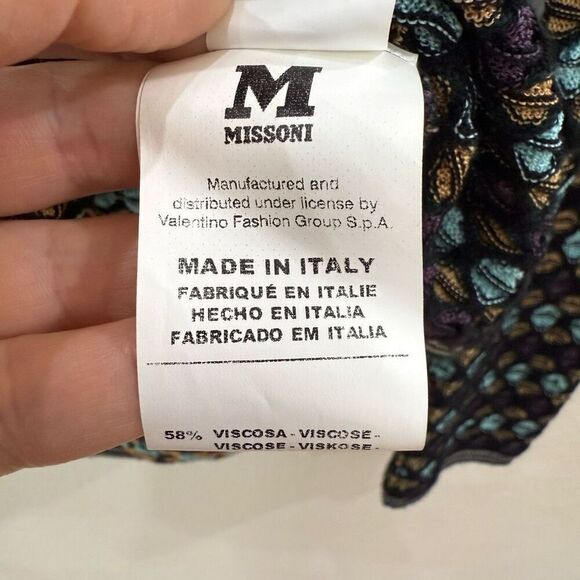 M
MISSONI
Manufactured and
distributed under license by
Valentino Fashion Group S.p.A.
MADE IN ITALY
FABRIQUÉ EN ITALIE
HECHO EN ITALIA
FABRICADO EM ITALIA
58% VISCOSA - VISCOSE -
VISCOSE - VISKOSE -